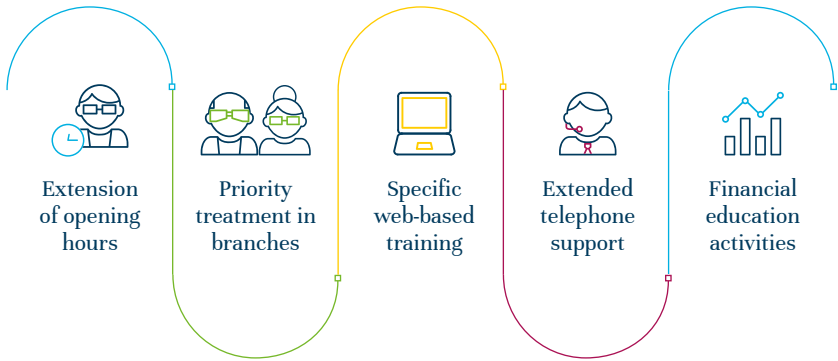 Extension
of opening
hours
Priority
treatment in
branches
Specific
web-based
training
Extended
telephone
support
Financial
education
activities